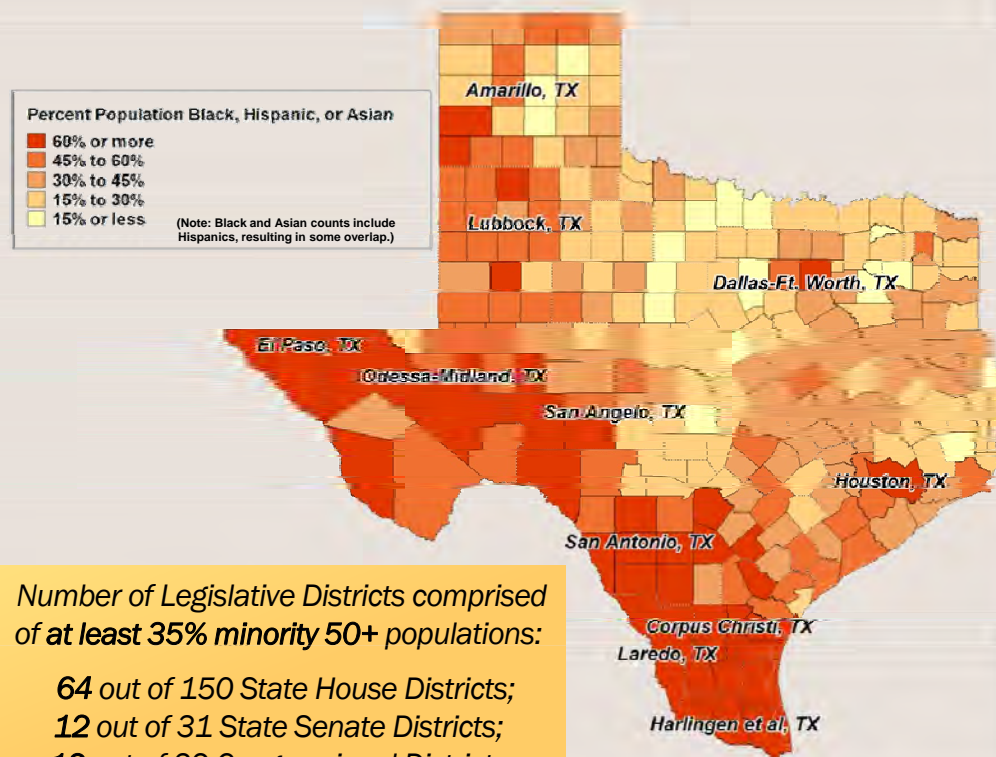 Amarillo, TX
Percent Population Black, Hispanic, or Asian
60% or more
45% to 60%
30% to 45%
15% to 30%
15% or less
(Note: Black and Asian counts include
Hispanics, resulting in some overlap.)
Lubbock, TX
Dallas-Ft. Worth, TX
El Paso, TX
Odessa-Midland, TX
San Angelo, TX
Houston, TX
San Antonio, TX
Corpus Christi, TX
Laredo, TX
Harlingen et al, TX
Number of Legislative Districts comprised
of at least 35% minority 50+ populations:
64 out of 150 State House Districts;
12 out of 31 State Senate Districts;